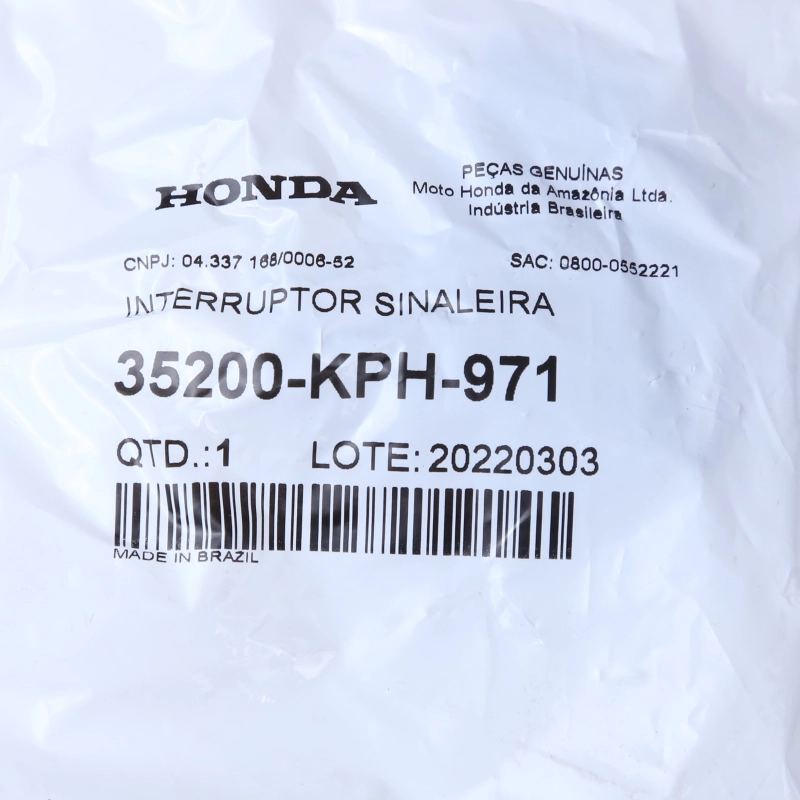 HONDA
PEÇAS GENUÍNAS
Moto Honda da Amazônia Ltda.
Indústria Brasileira
CNPJ: 04.337 168/0006-52
SAC: 0800-0552221
INTERRUPTOR SINALEIRA
35200-KPH-971
QTD.:1 LOTE: 20220303
MADE IN BRAZIL